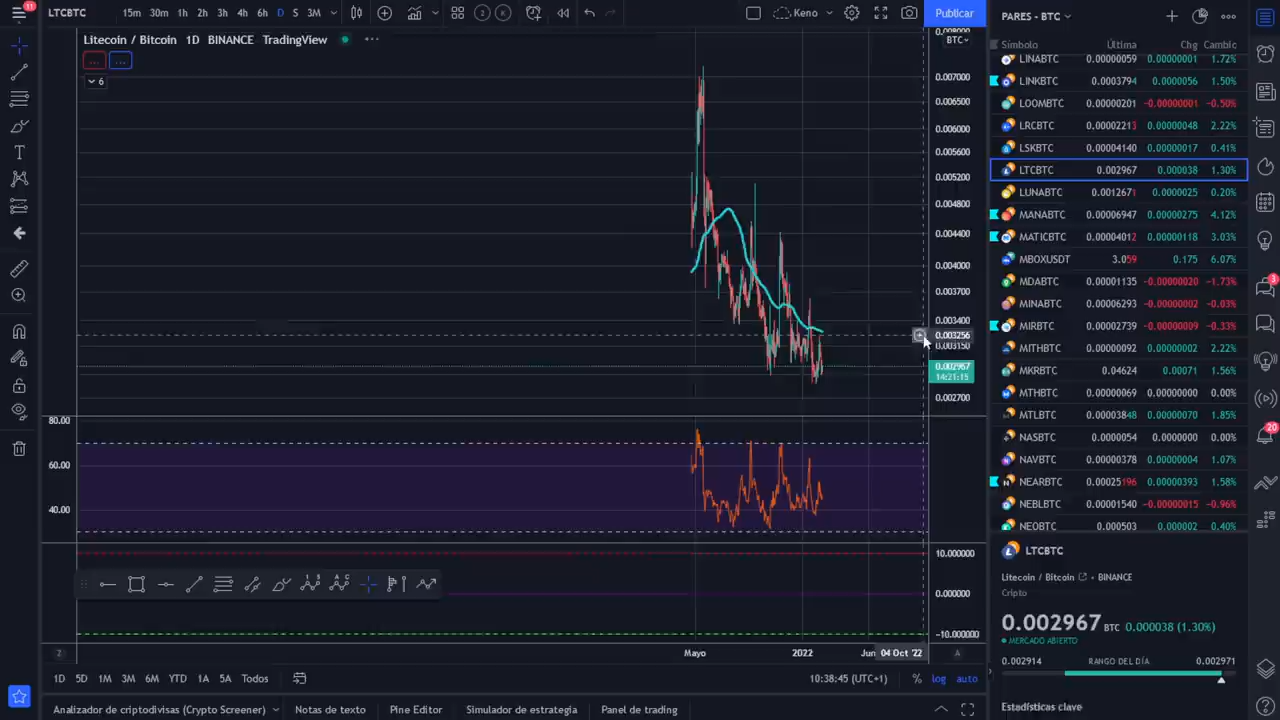 11
LTCBTC 15m 30m 1h 2h 3h 4h 6h D S 3M 2 K Keno Publicar PARES - BTC
Litecoin / Bitcoin 1D BINANCE TradingView
... ...
6
BTC
0.008000
0.007000
0.006500
0.006000
0.005600
0.005200
0.004800
0.004400
0.004000
0.003700
0.003400
0.003256
0.003150
0.002967
14:21:15
0.002700
80.00
60.00
40.00
10.000000
0.000000
-10.000000
Z Mayo 2022 Jun 04 Oct '22 A
1D 5D 1M 3M 6M YTD 1A 5A Todos 10:38:45 (UTC+1) % log auto
Analizador de criptodivisas (Crypto Screener) Notas de texto Pine Editor Simulador de estrategia Panel de trading
Símbolo Última Chg Cambio
LINABTC 0.00000059 0.00000001 1.72%
LINKBTC 0.0003794 0.0000056 1.50%
LOOMBTC 0.00000201 -0.00000001 -0.50%
LRCBTC 0.00002213 0.00000048 2.22%
LSKBTC 0.00004140 0.00000017 0.41%
LTCBTC 0.002967 0.000038 1.30%
LUNABTC 0.0012671 0.0000025 0.20%
MANABTC 0.00006947 0.00000275 4.12%
MATICBTC 0.00004012 0.00000118 3.03%
MBOXUSDT 3.059 0.175 6.07%
MDABTC 0.00001135 -0.00000020 -1.73%
MINABTC 0.00006293 -0.00000002 -0.03%
MIRBTC 0.00002739 -0.00000009 -0.33%
MITHBTC 0.00000092 0.00000002 2.22%
MKRBTC 0.04624 0.00071 1.56%
MTHBTC 0.00000069 0.00000000 0.00%
MTLBTC 0.00003848 0.00000070 1.85%
NASBTC 0.0000054 0.0000000 0.00%
NAVBTC 0.00000378 0.00000004 1.07%
NEARBTC 0.00025196 0.00000393 1.58%
NEBLBTC 0.00001540 -0.00000015 -0.96%
NEOBTC 0.000503 0.000002 0.40%
LTCBTC
Litecoin / Bitcoin • BINANCE
Cripto
0.002967 BTC 0.000038 (1.30%)
MERCADO ABIERTO
0.002914 RANGO DEL DÍA 0.002971
Estadísticas clave
3
20